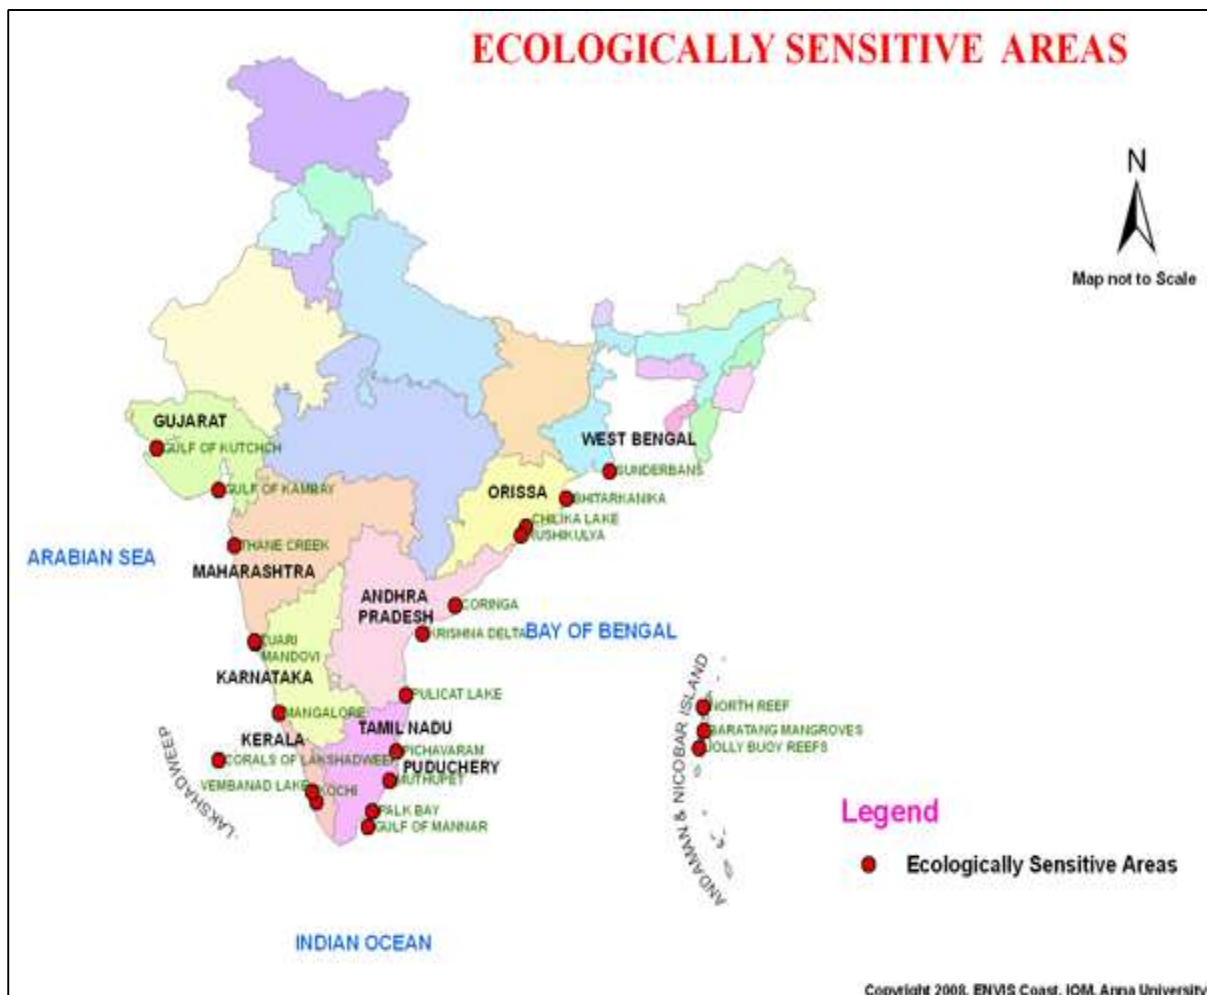 ECOLOGICALLY SENSITIVE AREAS
N
Map not to Scale
GUJARAT
GULF OF KUTCHCH
WEST BENGAL
SUNDERBANS
GULF OF KAMBAY
ORISSA
BHITARKANIKA
CHILIKA LAKE
RUSHIKULYA
THANE CREEK
ARABIAN SEA
MAHARASHTRA
ANDHRA
PRADESH
CORINGA
KRISHNA DELTA
BAY OF BENGAL
ZUARI
MANDOVI
KARNATAKA
PULICAT LAKE
MANGALORE
TAMIL NADU
KERALA
PICHAVARAM
CORALS OF LAKSHADWEEP
PUDUCHERY
MUTHUPET
VEMBANAD LAKE
KOCHI
PALK BAY
GULF OF MANNAR
LAKSHADWEEP
NORTH REEF
BARATANG MANGROVES
JOLLY BUOY REEFS
ANDAMAN & NICOBAR ISLAND
Legend
Ecologically Sensitive Areas
INDIAN OCEAN
Copyright 2008, ENVIS Coast, IOM, Anna University